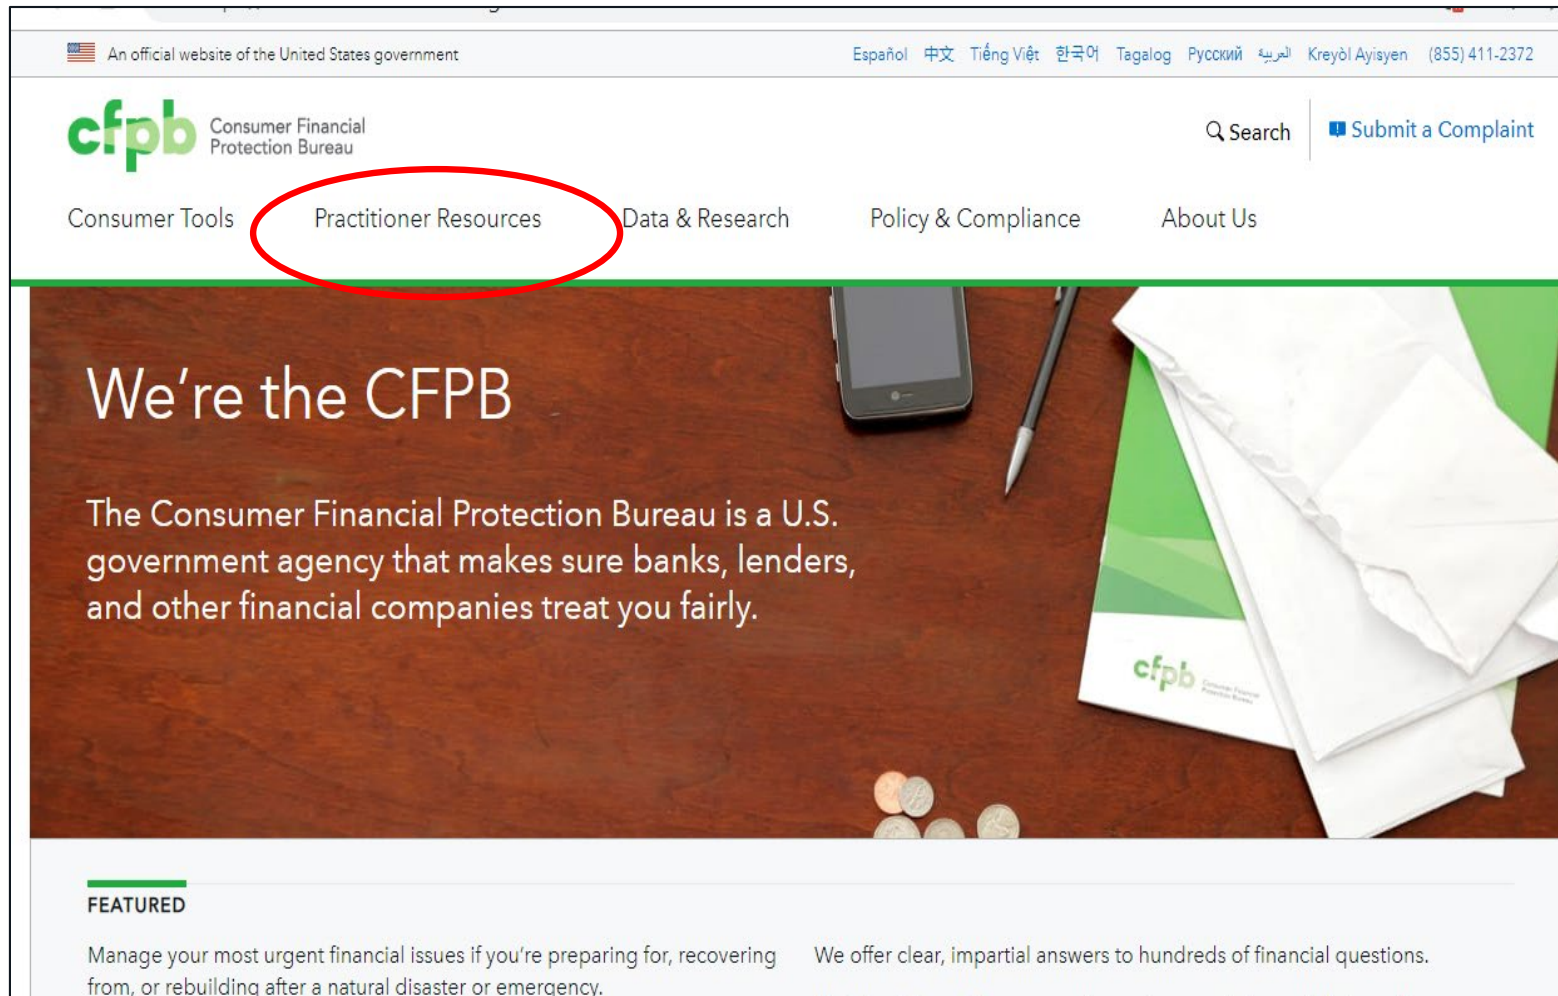 An official website of the United States government
Español 中文 Tiếng Việt 한국어 Tagalog Русский العربية Kreyòl Ayisyen (855) 411-2372
cfpb Consumer Financial
Protection Bureau
Search Submit a Complaint
Consumer Tools Practitioner Resources Data & Research Policy & Compliance About Us
We're the CFPB
The Consumer Financial Protection Bureau is a U.S.
government agency that makes sure banks, lenders,
and other financial companies treat you fairly.
cfpb Consumer Financial
Protection Bureau
FEATURED
Manage your most urgent financial issues if you're preparing for, recovering
from, or rebuilding after a natural disaster or emergency.
We offer clear, impartial answers to hundreds of financial questions.